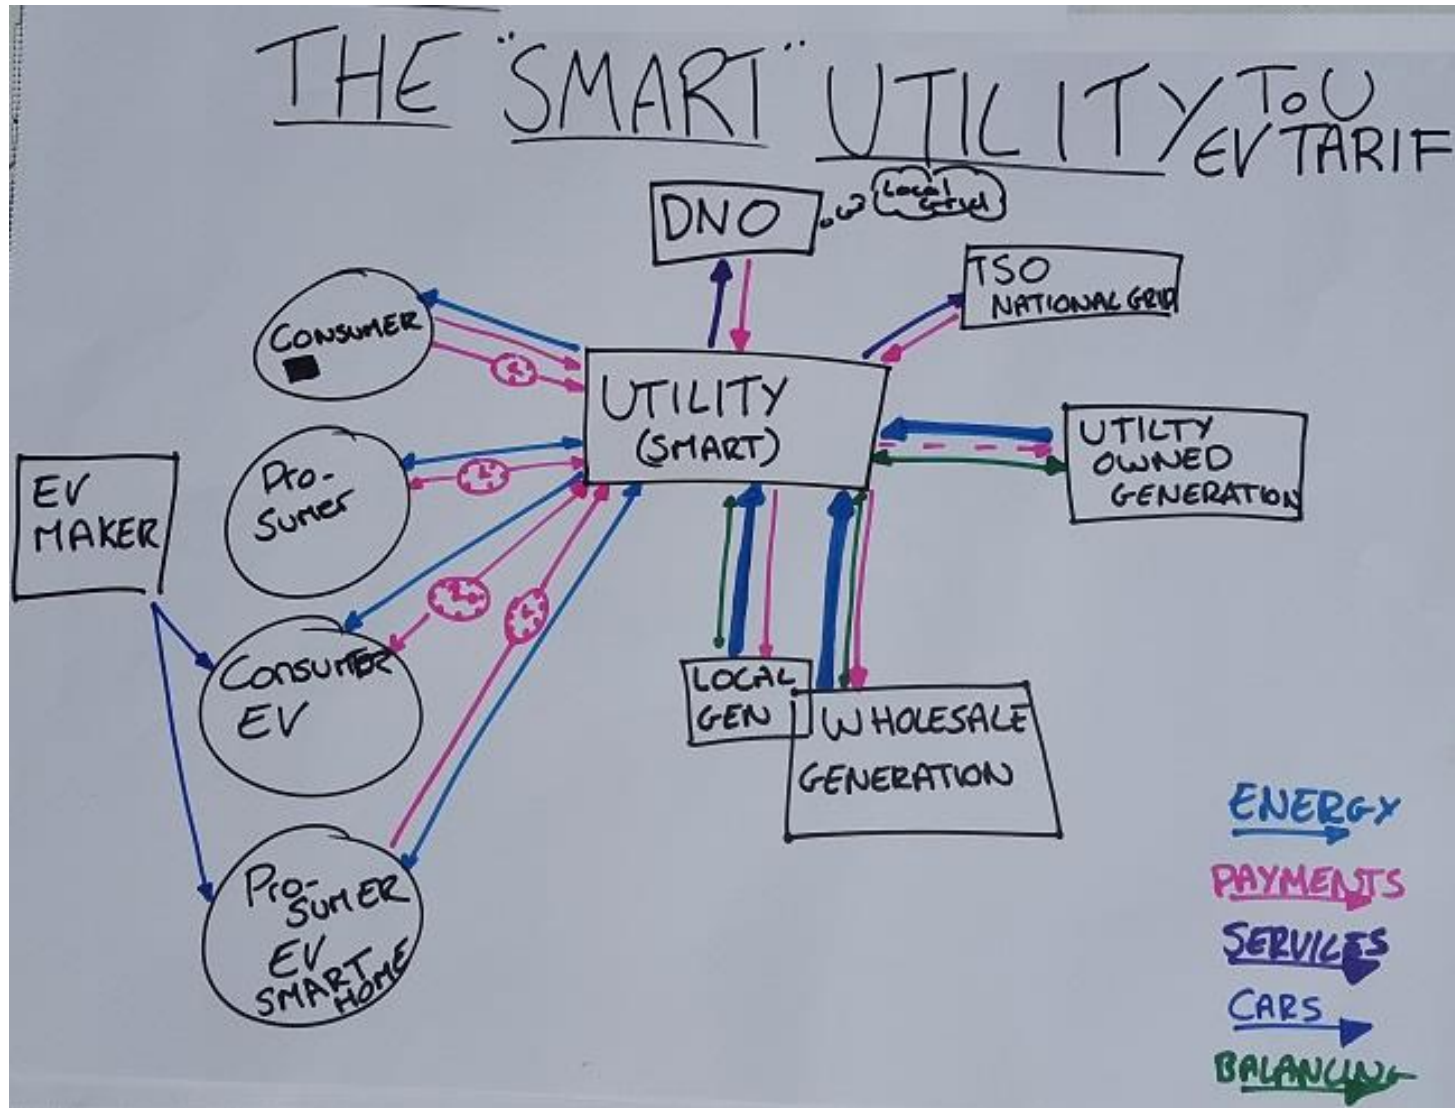 THE "SMART" UTILITY ToU
EV TARIF
DNO
Local
Grid
TSO
NATIONAL GRID
CONSUMER
UTILITY
(SMART)
UTILTY
OWNED
GENERATION
Pro-
Sumer
EV
MAKER
CONSUMER
EV
LOCAL
GEN
WHOLESALE
GENERATION
Pro-
SUMER
EV
SMART
HOME
ENERGY
PAYMENTS
SERVICES
CARS
BALANCING